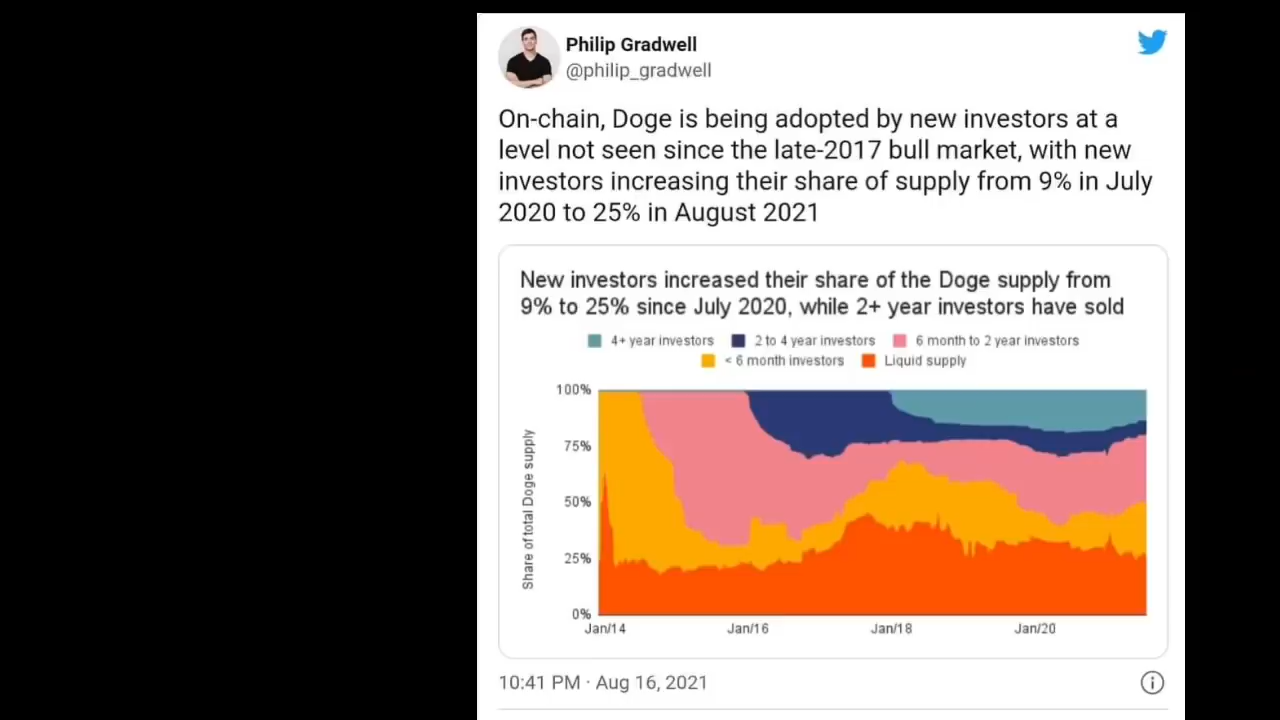 Philip Gradwell
@philip_gradwell
On-chain, Doge is being adopted by new investors at a
level not seen since the late-2017 bull market, with new
investors increasing their share of supply from 9% in July
2020 to 25% in August 2021
New investors increased their share of the Doge supply from
9% to 25% since July 2020, while 2+ year investors have sold
4+ year investors 2 to 4 year investors 6 month to 2 year investors
< 6 month investors Liquid supply
Share of total Doge supply
100%
75%
50%
25%
0%
Jan/14 Jan/16 Jan/18 Jan/20
10:41 PM · Aug 16, 2021